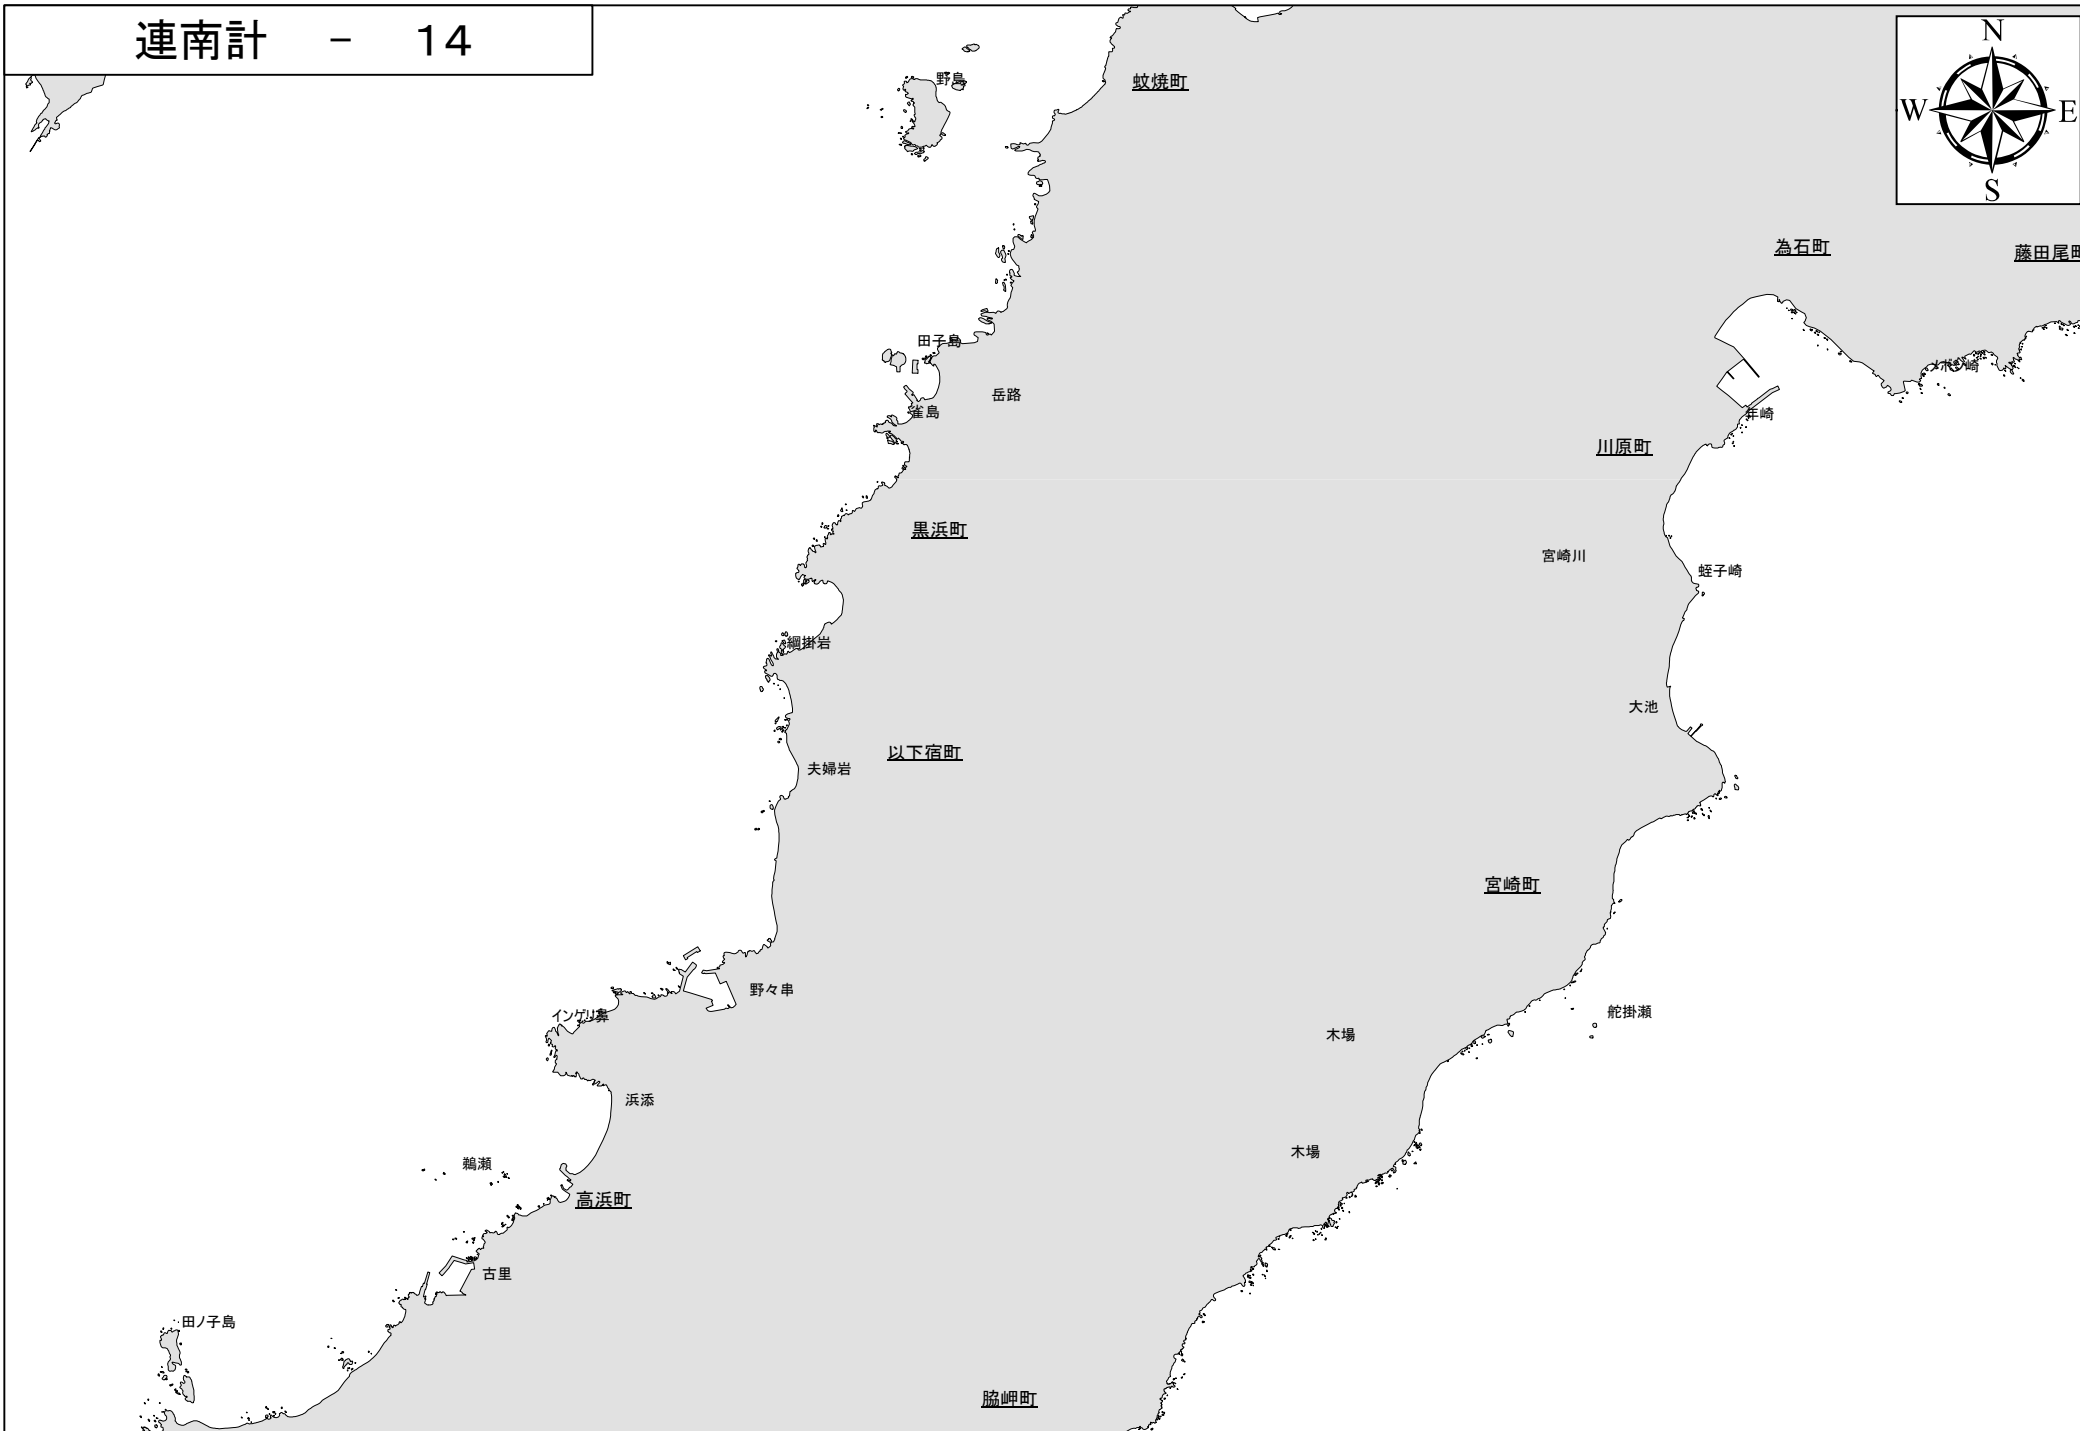 連南計 － 14
N
野島
蚊焼町
W
E
S
為石町
藤田尾町
田子島
岳路
雀島
年崎
川原町
黒浜町
宮崎川
蛭子崎
綱掛岩
大池
以下宿町
夫婦岩
宮崎町
野々串
インゲリ鼻
舵掛瀬
木場
浜添
木場
鵜瀬
高浜町
古里
田ノ子島
脇岬町